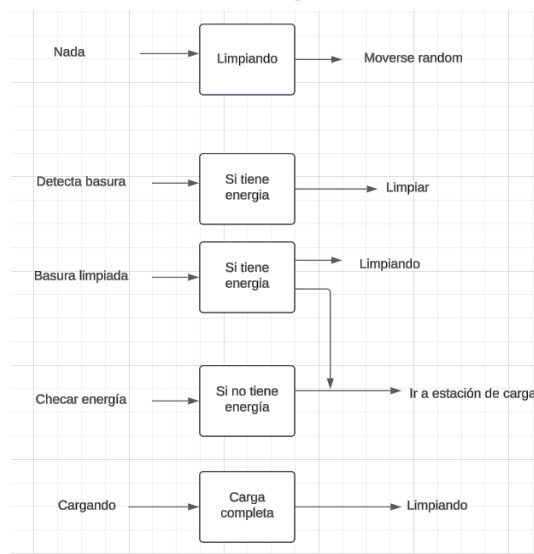 Nada
Limpiando
Moverse random
Detecta basura
Si tiene
energia
Limpiar
Basura limpiada
Si tiene
energia
Limpiando
Checar energía
Si no tiene
energía
Ir a estación de carga
Cargando
Carga
completa
Limpiando